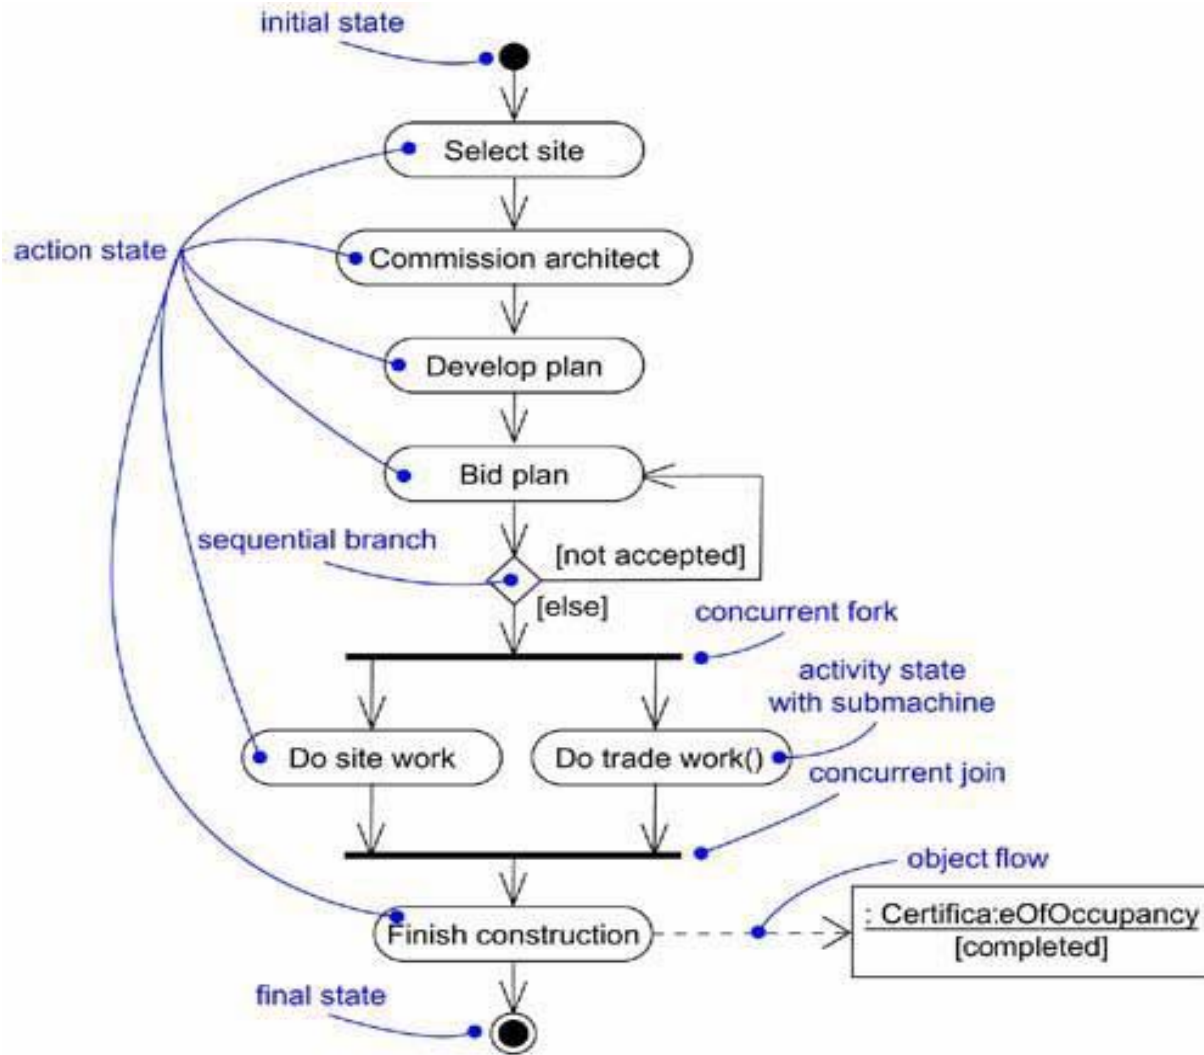 initial state
Select site
action state
Commission architect
Develop plan
Bid plan
sequential branch
[not accepted]
[else]
concurrent fork
activity state
with submachine
Do site work
Do trade work()
concurrent join
object flow
: Certifica:eOfOccupancy
[completed]
Finish construction
final state